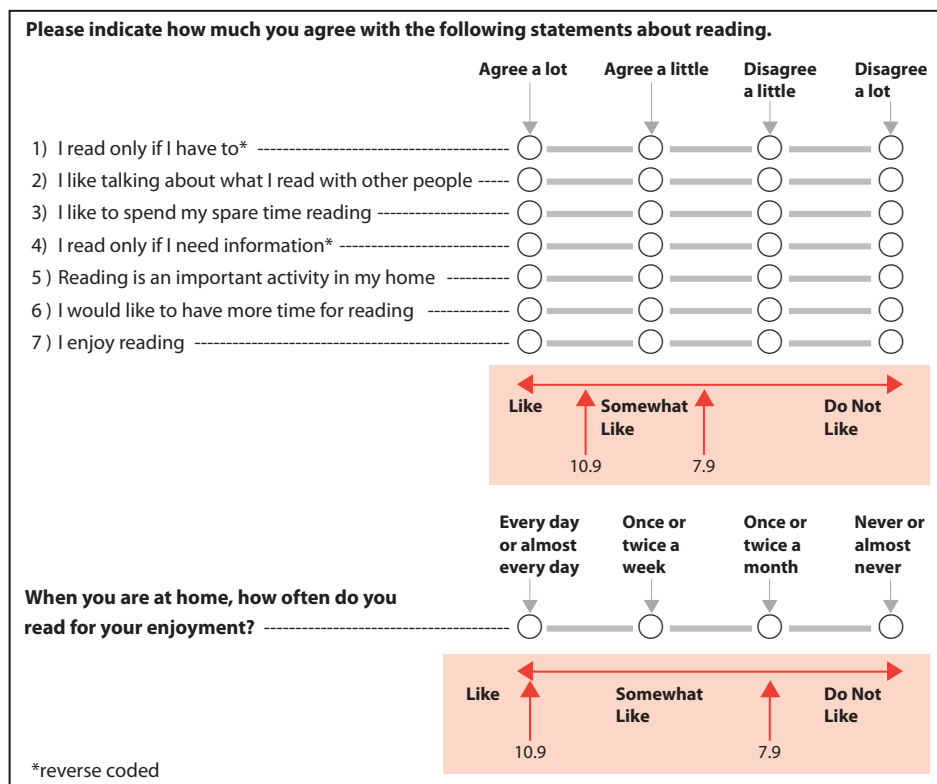 Please indicate how much you agree with the following statements about reading.
Agree a lot Agree a little Disagree a little Disagree a lot
1) I read only if I have to*
2) I like talking about what I read with other people
3) I like to spend my spare time reading
4) I read only if I need information*
5 ) Reading is an important activity in my home
6 ) I would like to have more time for reading
7 ) I enjoy reading
Like Somewhat Like Do Not Like
10.9 7.9
Every day or almost every day Once or twice a week Once or twice a month Never or almost never
When you are at home, how often do you
read for your enjoyment?
Like Somewhat Like Do Not Like
10.9 7.9
*reverse coded